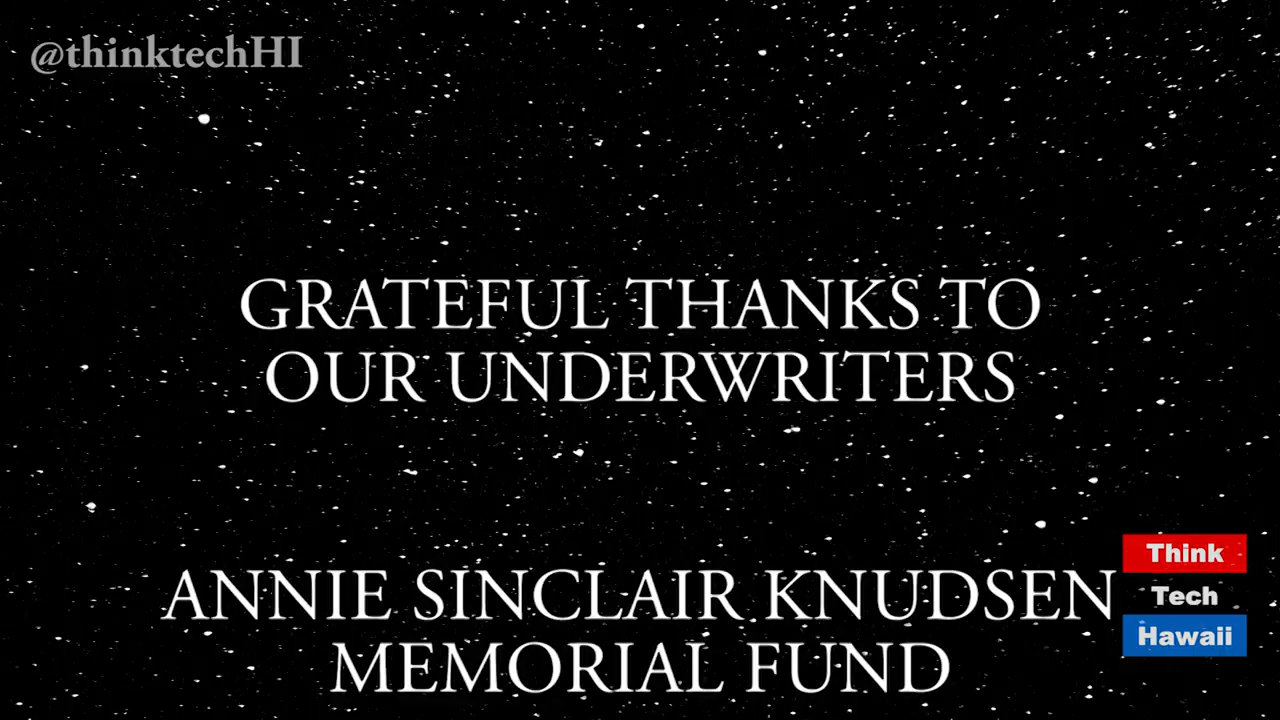 @thinktechHI
GRATEFUL THANKS TO
OUR UNDERWRITERS
ANNIE SINCLAIR KNUDSEN
MEMORIAL FUND
Think
Tech
Hawaii